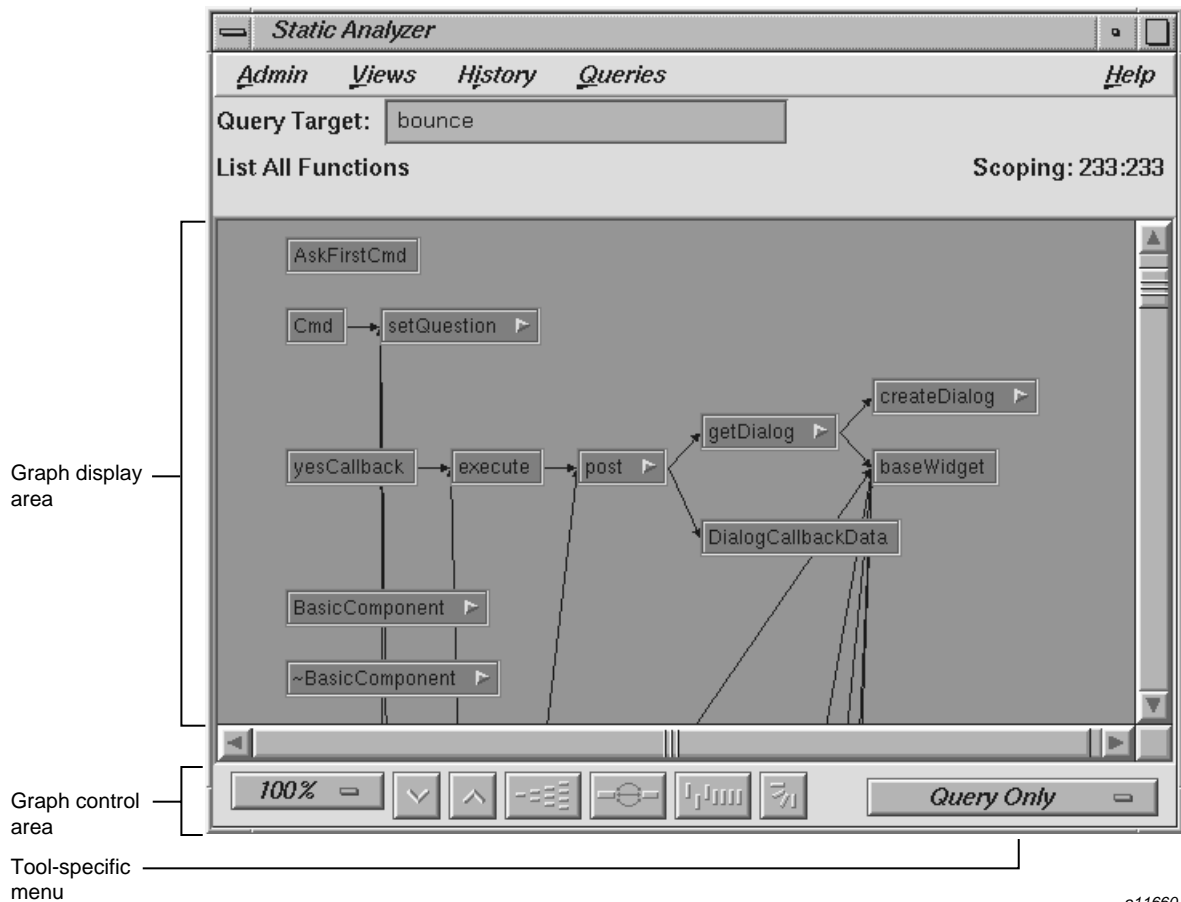 Static Analyzer
Admin Views History Queries Help
Query Target: bounce
List All Functions Scoping: 233:233
AskFirstCmd
Cmd setQuestion
createDialog
getDialog
yesCallback execute post baseWidget
DialogCallbackData
BasicComponent
~BasicComponent
Graph display
area
100% Query Only
Graph control
area
Tool-specific
menu